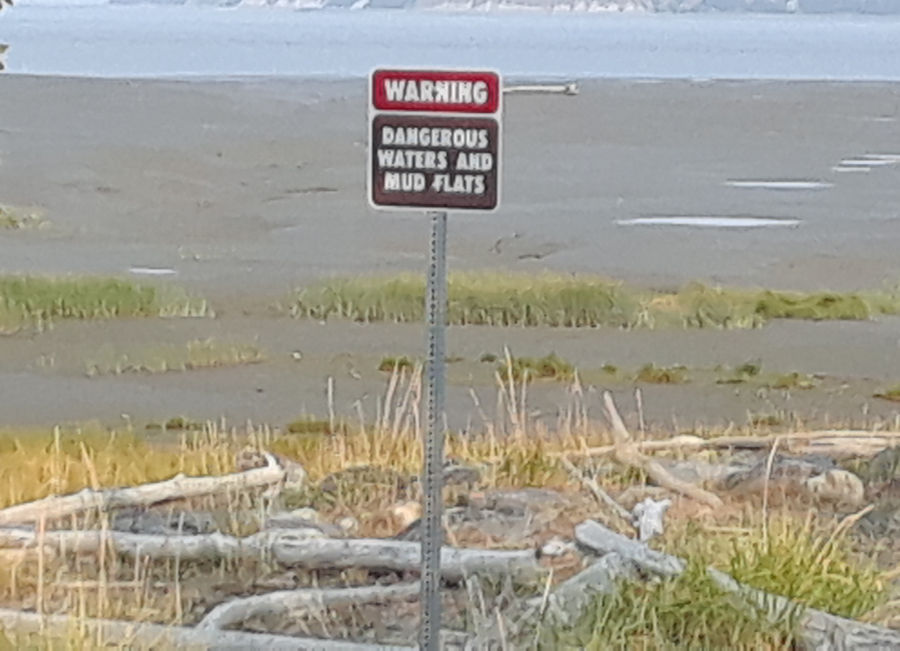 WARNING
DANGEROUS
WATERS AND
MUD FLATS